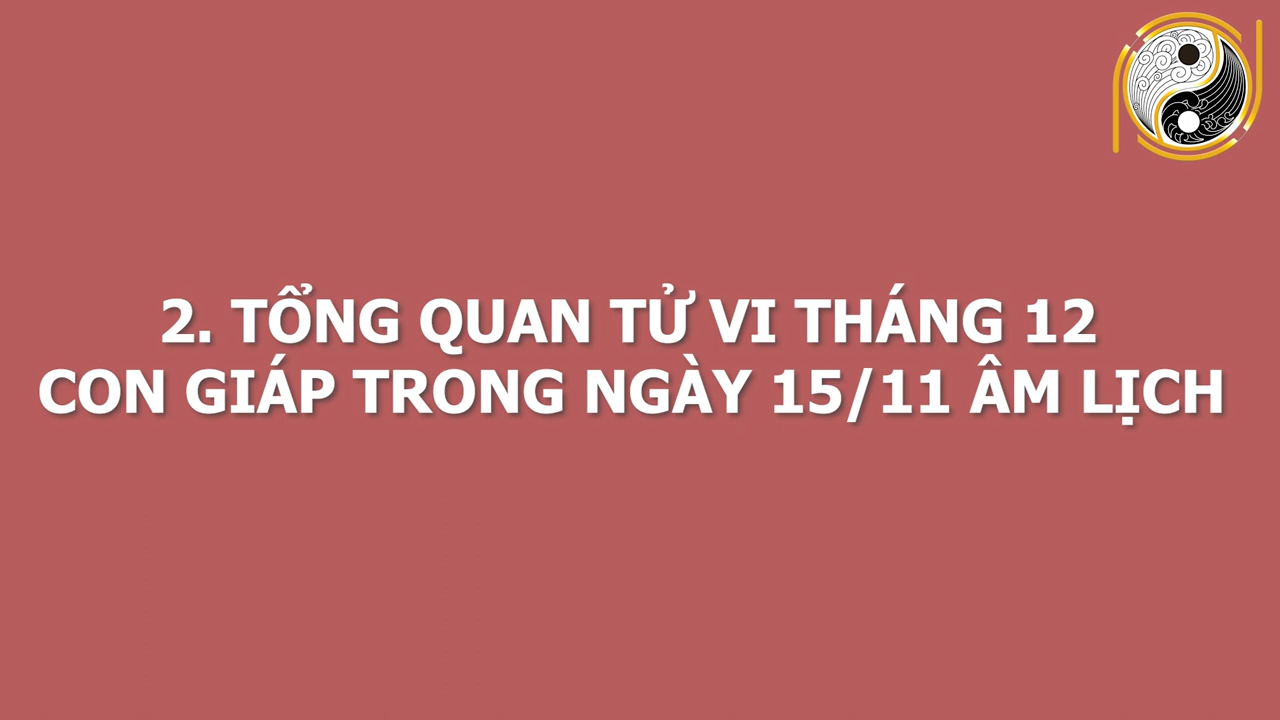 2. TỔNG QUAN TỬ VI THÁNG 12
CON GIÁP TRONG NGÀY 15/11 ÂM LỊCH